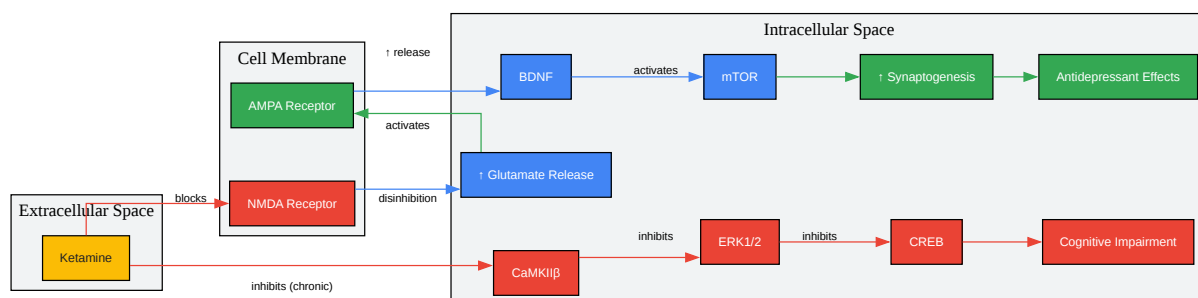 Intracellular Space
Cell Membrane
↑ release
BDNF
activates
mTOR
↑ Synaptogenesis
Antidepressant Effects
AMPA Receptor
activates
↑ Glutamate Release
NMDA Receptor
disinhibition
blocks
Extracellular Space
Ketamine
inhibits (chronic)
CaMKIIβ
inhibits
ERK1/2
inhibits
CREB
Cognitive Impairment